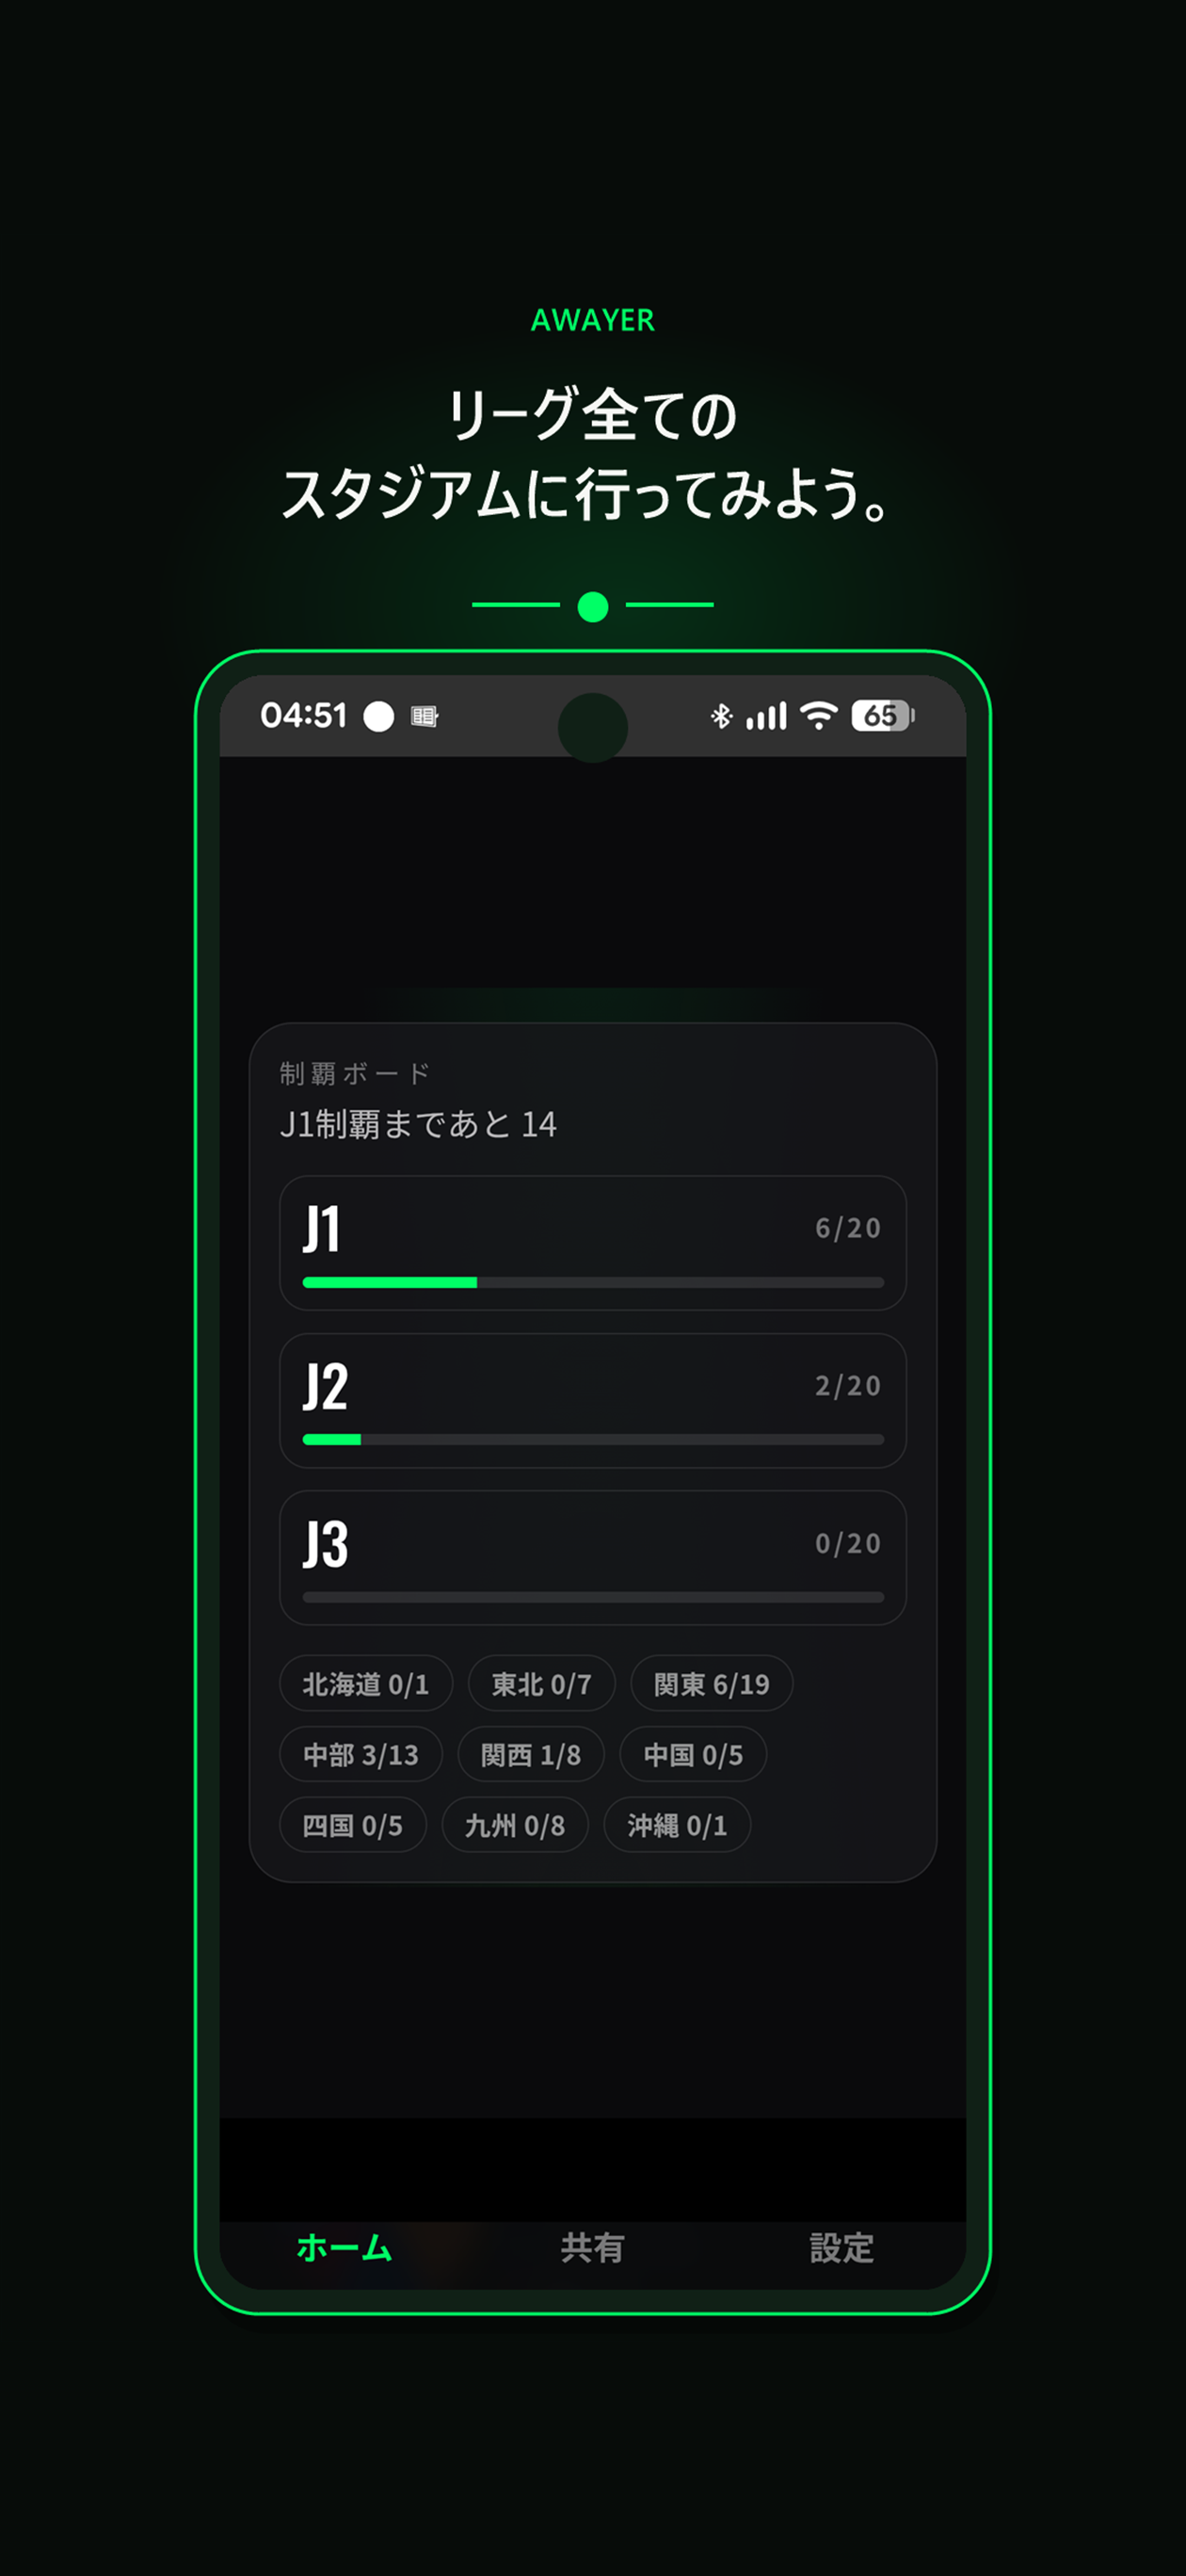 AWAYER
リーグ全ての
スタジアムに行ってみよう。
04:51 65
制覇ボード
J1制覇まであと 14
J1 6/20
J2 2/20
J3 0/20
北海道 0/1 東北 0/7 関東 6/19
中部 3/13 関西 1/8 中国 0/5
四国 0/5 九州 0/8 沖縄 0/1
ホーム 共有 設定